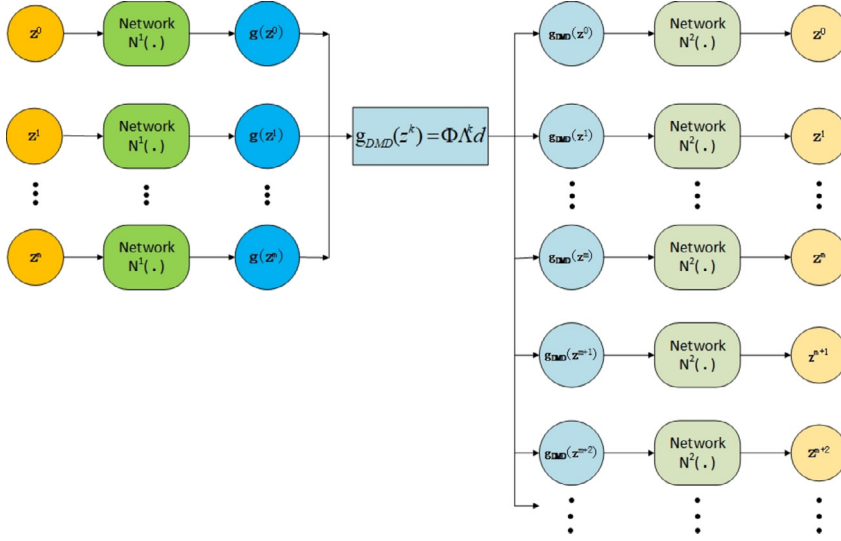 z⁰
Network
N¹(.)
g(z⁰)
g_DMD(z⁰)
Network
N²(.)
z⁰
z¹
Network
N¹(.)
g(z¹)
g_DMD(z^k)=ΦΛ^k d
g_DMD(z¹)
Network
N²(.)
z¹
zⁿ
Network
N¹(.)
g(zⁿ)
g_DMD(zⁿ)
Network
N²(.)
zⁿ
g_DMD(zⁿ⁺¹)
Network
N²(.)
zⁿ⁺¹
g_DMD(zⁿ⁺²)
Network
N²(.)
zⁿ⁺²